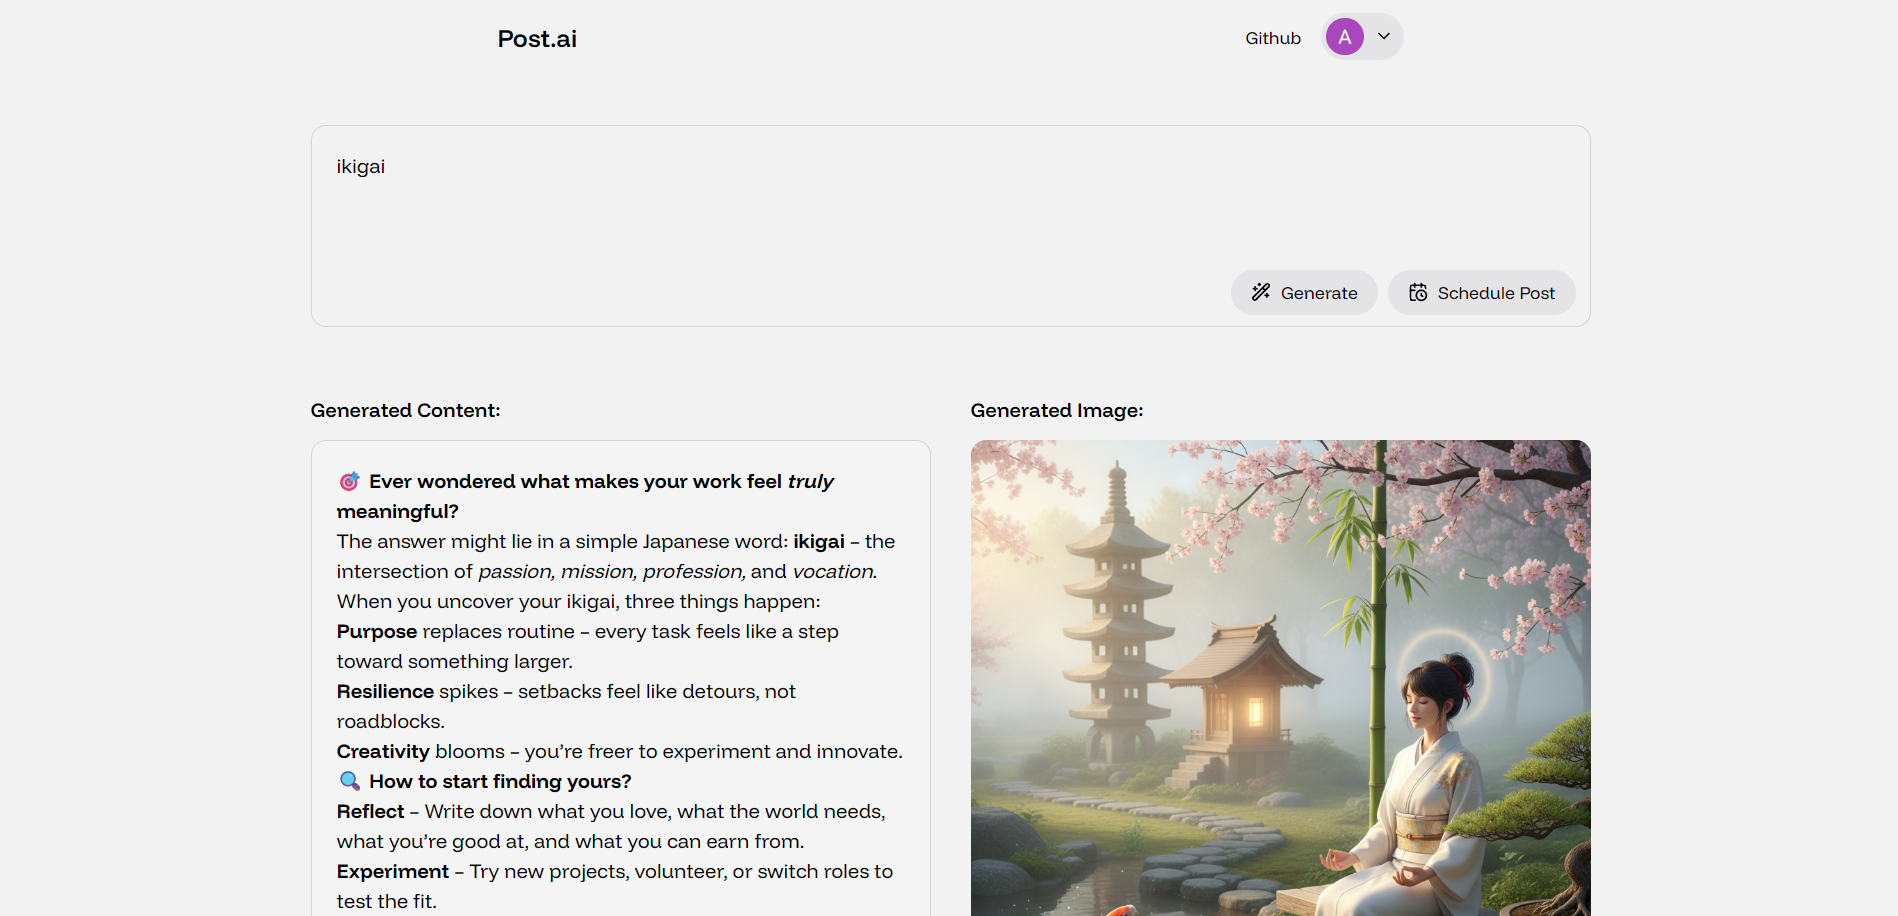 Post.ai
Github
A
ikigai
Generate
Schedule Post
Generated Content:
Generated Image:
🎯 Ever wondered what makes your work feel truly
meaningful?
The answer might lie in a simple Japanese word: ikigai – the
intersection of passion, mission, profession, and vocation.
When you uncover your ikigai, three things happen:
Purpose replaces routine – every task feels like a step
toward something larger.
Resilience spikes – setbacks feel like detours, not
roadblocks.
Creativity blooms – you’re freer to experiment and innovate.
🔍 How to start finding yours?
Reflect – Write down what you love, what the world needs,
what you’re good at, and what you can earn from.
Experiment – Try new projects, volunteer, or switch roles to
test the fit.